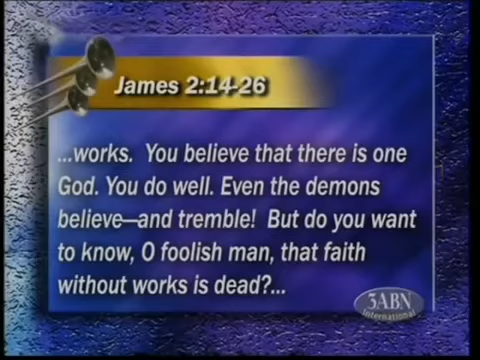 James 2:14-26
...works.  You believe that there is one
God. You do well. Even the demons
believe—and tremble!  But do you want
to know, O foolish man, that faith
without works is dead?...
3ABN
International